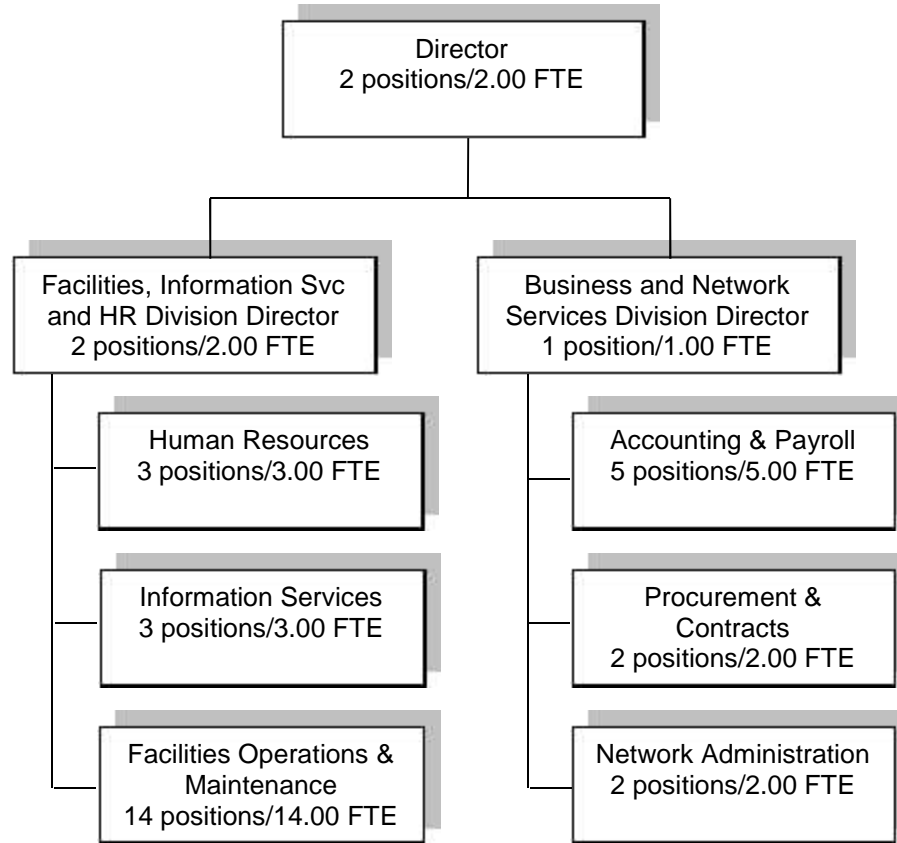 Director
2 positions/2.00 FTE
Facilities, Information Svc
and HR Division Director
2 positions/2.00 FTE
Business and Network
Services Division Director
1 position/1.00 FTE
Human Resources
3 positions/3.00 FTE
Accounting & Payroll
5 positions/5.00 FTE
Information Services
3 positions/3.00 FTE
Procurement &
Contracts
2 positions/2.00 FTE
Facilities Operations &
Maintenance
14 positions/14.00 FTE
Network Administration
2 positions/2.00 FTE